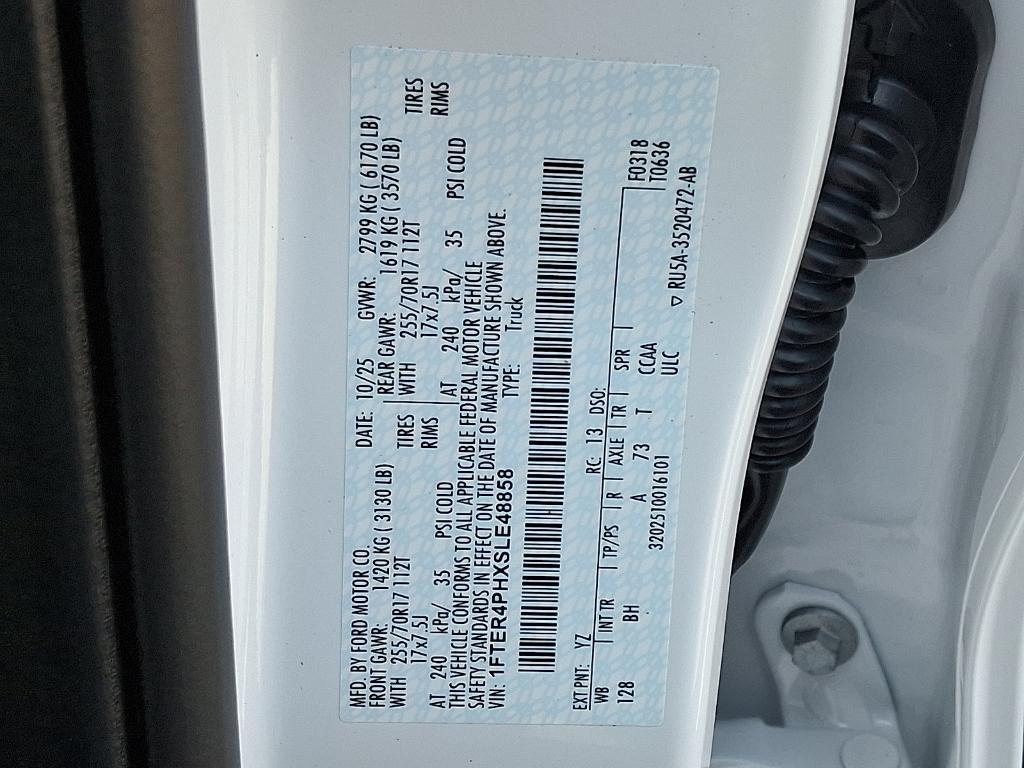 MFD. BY FORD MOTOR CO.
DATE: 10/25 GVWR: 2799 KG ( 6170 LB)
FRONT GAWR: 1420 KG ( 3130 LB) REAR GAWR: 1619 KG ( 3570 LB)
WITH 255/70R17 112T TIRES WITH 255/70R17 112T TIRES
17x7.5J RIMS 17x7.5J RIMS
AT 240 kPa/ 35 PSI COLD AT 240 kPa/ 35 PSI COLD
THIS VEHICLE CONFORMS TO ALL APPLICABLE FEDERAL MOTOR VEHICLE
SAFETY STANDARDS IN EFFECT ON THE DATE OF MANUFACTURE SHOWN ABOVE.
VIN: 1FTER4PHXSLE48858 TYPE: Truck
EXT PNT: YZ RC: 13 DSO:
WB INT TR TP/PS R AXLE TR SPR F0318
128 BH A 73 T CCAA T0636
3202310016101 ULC
▽ RU5A-3520472-AB